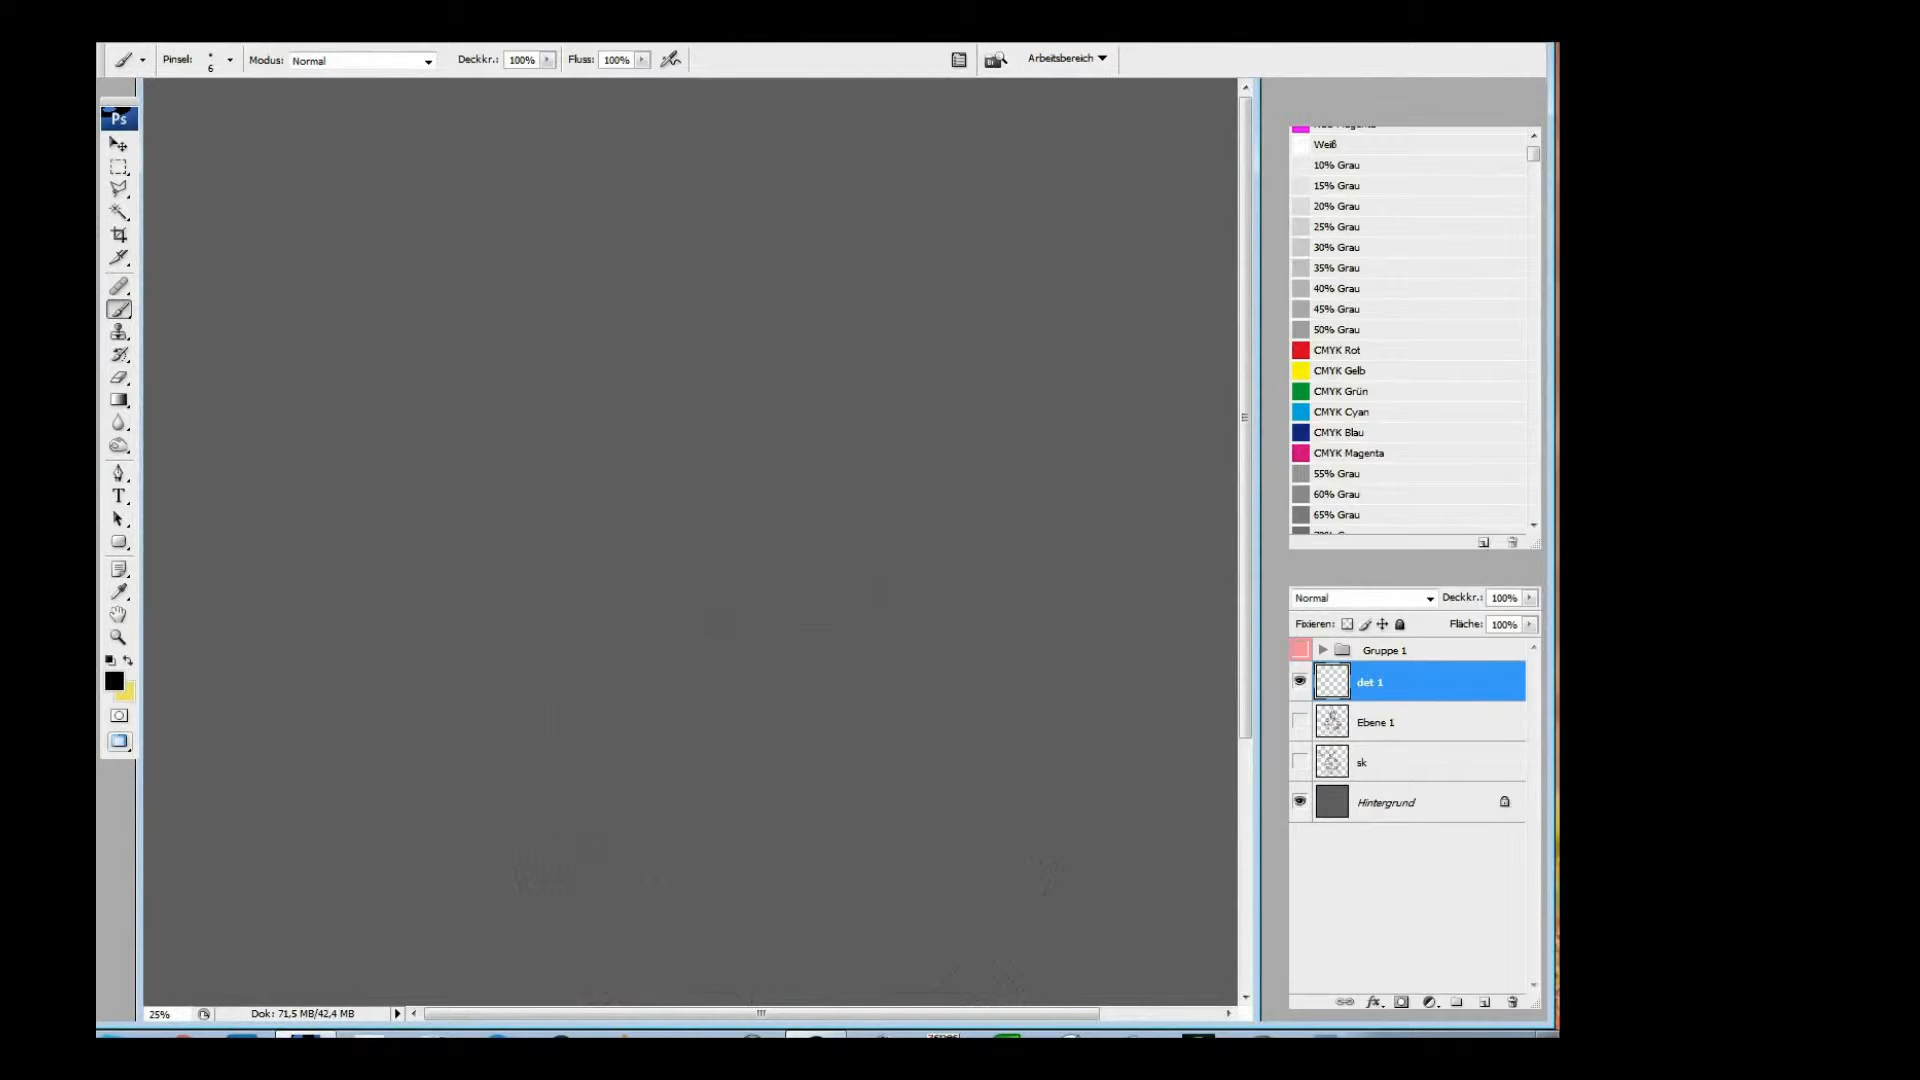 Pinsel: 6 Modus: Normal Deckkr.: 100% Fluss: 100% Arbeitsbereich
Ps
Weiß
10% Grau
15% Grau
20% Grau
25% Grau
30% Grau
35% Grau
40% Grau
45% Grau
50% Grau
CMYK Rot
CMYK Gelb
CMYK Grün
CMYK Cyan
CMYK Blau
CMYK Magenta
55% Grau
60% Grau
65% Grau
Normal Deckkr.: 100%
Fixieren: Fläche: 100%
Gruppe 1
det 1
Ebene 1
sk
Hintergrund
25% Dok: 71,5 MB/42,4 MB